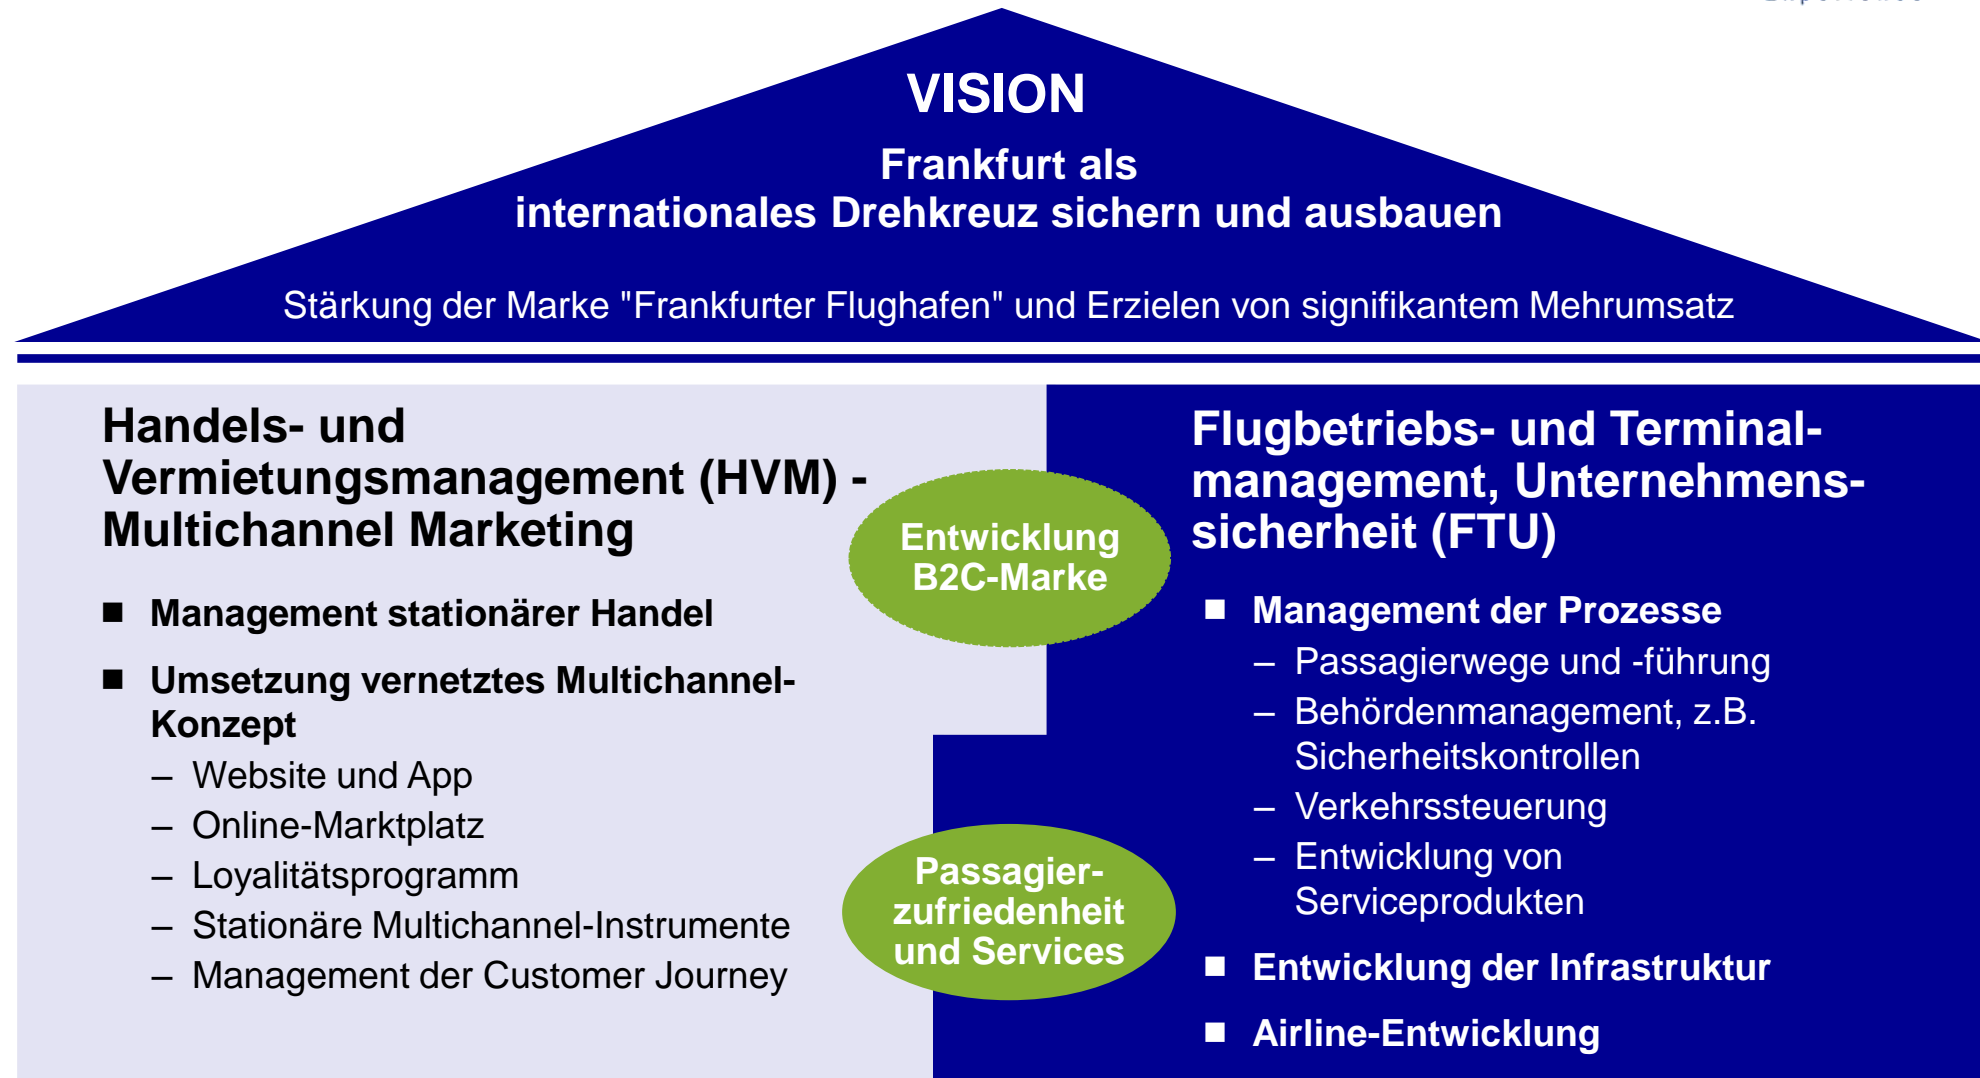 VISION
Frankfurt als
internationales Drehkreuz sichern und ausbauen
Stärkung der Marke "Frankfurter Flughafen" und Erzielen von signifikantem Mehrumsatz
Handels- und
Vermietungsmanagement (HVM) -
Multichannel Marketing
■ Management stationärer Handel
■ Umsetzung vernetztes Multichannel-
Konzept
– Website und App
– Online-Marktplatz
– Loyalitätsprogramm
– Stationäre Multichannel-Instrumente
– Management der Customer Journey
Entwicklung
B2C-Marke
Passagier-
zufriedenheit
und Services
Flugbetriebs- und Terminal-
management, Unternehmens-
sicherheit (FTU)
■ Management der Prozesse
– Passagierwege und -führung
– Behördenmanagement, z.B.
Sicherheitskontrollen
– Verkehrssteuerung
– Entwicklung von
Serviceprodukten
■ Entwicklung der Infrastruktur
■ Airline-Entwicklung